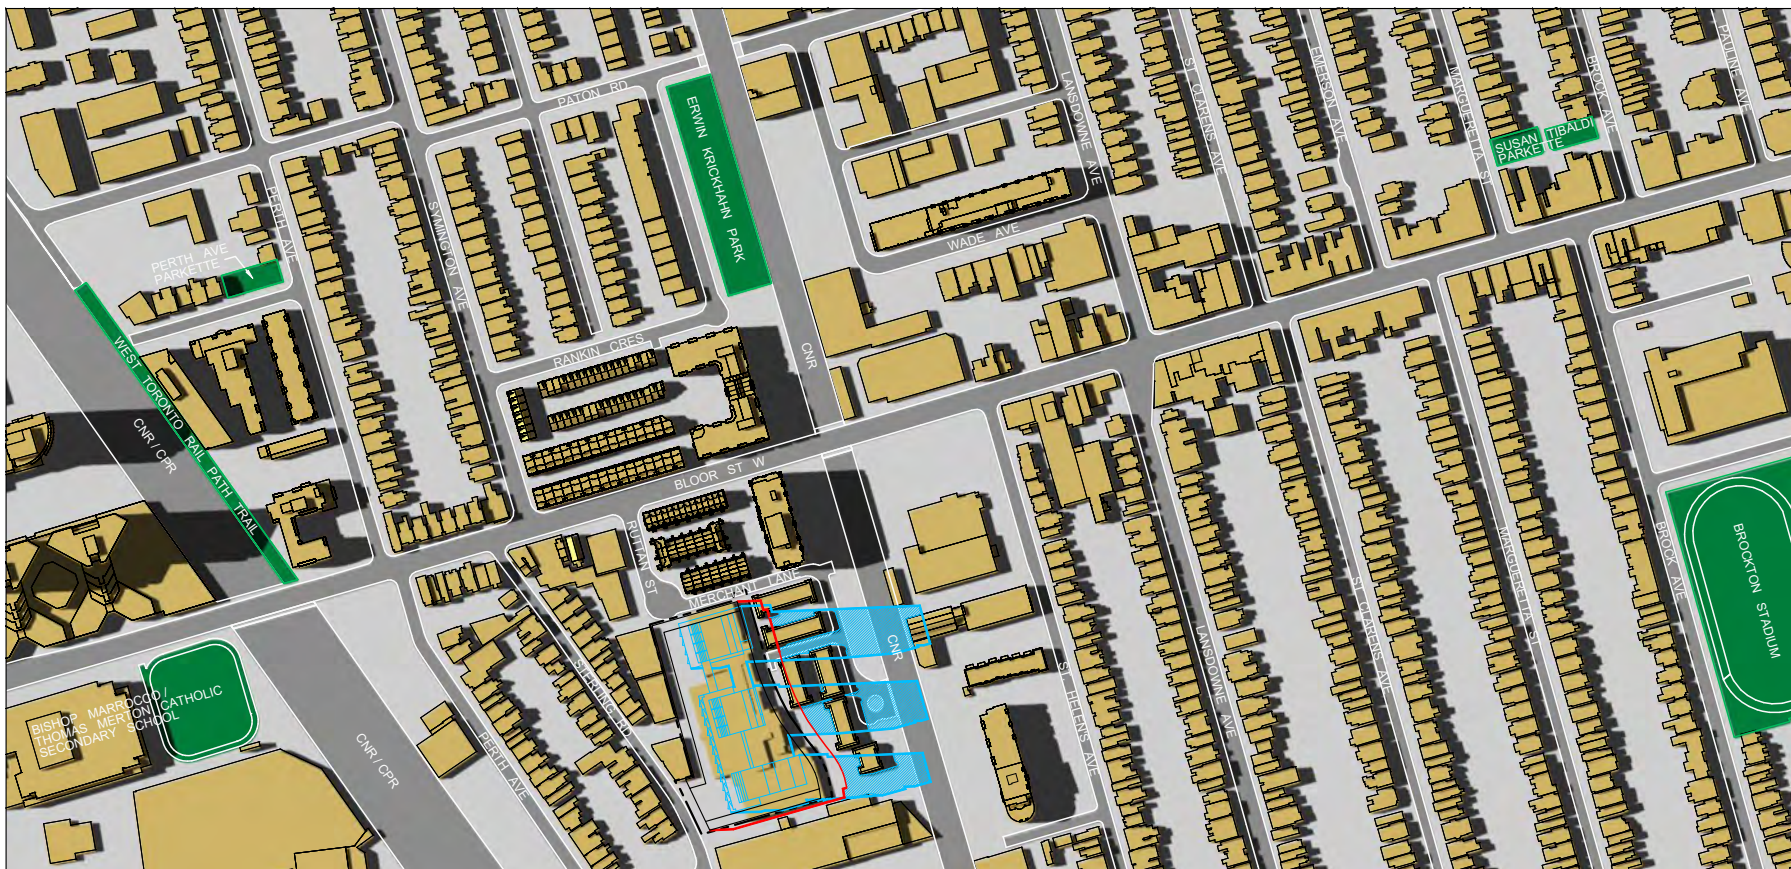 PATON RD
ERWIN KRICKHAHN PARK
LANSDOWNE AVE
ST CLARENS AVE
EMERSON AVE
MARGUERETTA ST
BROCK AVE
PAULINE AVE
SUSAN TIBALDI
PARKETTE
PERTH AVE
SYMINGTON AVE
WADE AVE
PERTH AVE
PARKETTE
WEST TORONTO RAIL PATH TRAIL
CNR / CPR
RANKIN CRES
CNR
BLOOR ST W
RUTTAN ST
MERCHANT LANE
CNR
STERLING RD
PERTH AVE
CNR / CPR
BISHOP MARROCCO /
THOMAS MERTON CATHOLIC
SECONDARY SCHOOL
ST. HELENS AVE
LANSDOWNE AVE
ST CLARENS AVE
MARGUERETTA ST
BROCK AVE
BROCKTON STADIUM